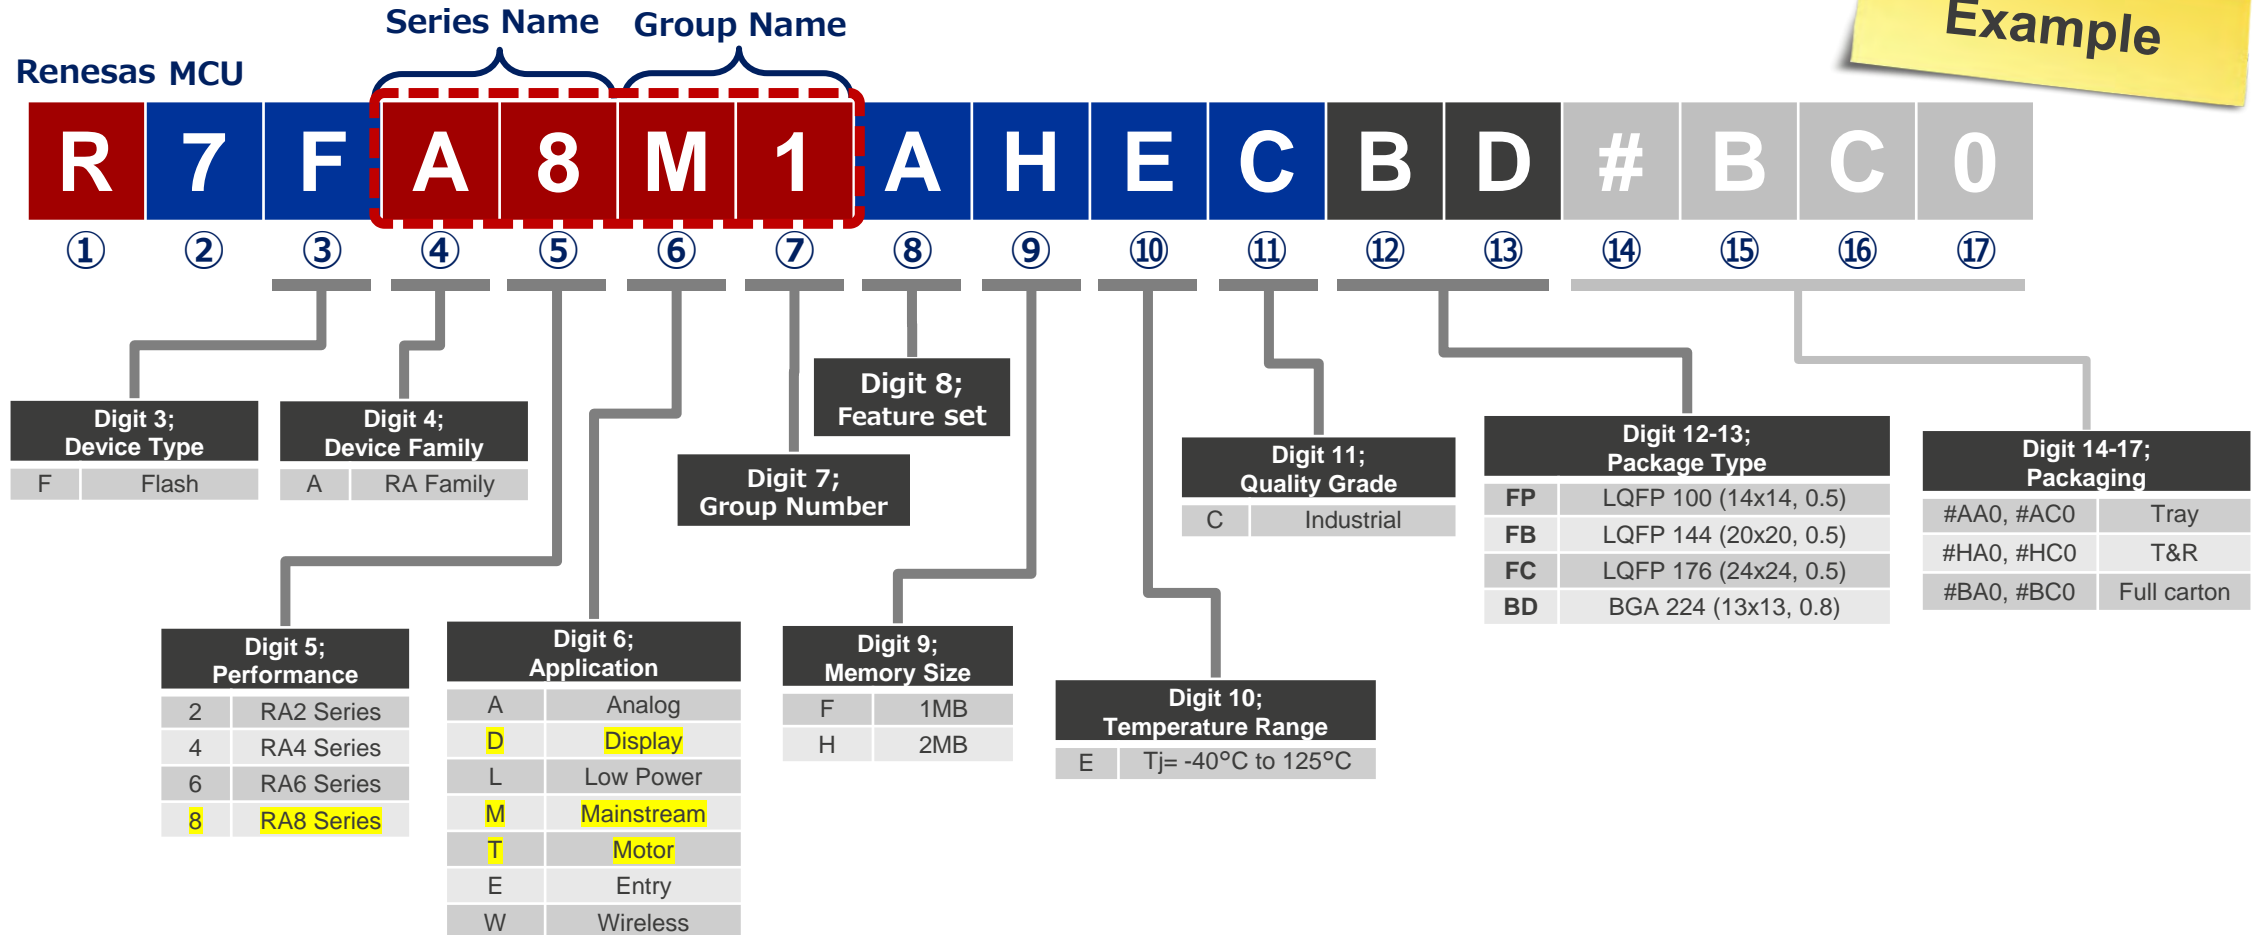 Example
Series Name Group Name
Renesas MCU
R 7 F A 8 M 1 A H E C B D # B C 0
① ② ③ ④ ⑤ ⑥ ⑦ ⑧ ⑨ ⑩ ⑪ ⑫ ⑬ ⑭ ⑮ ⑯ ⑰
Digit 3;
Device Type
F Flash
Digit 4;
Device Family
A RA Family
Digit 5;
Performance
2 RA2 Series
4 RA4 Series
6 RA6 Series
8 RA8 Series
Digit 6;
Application
A Analog
D Display
L Low Power
M Mainstream
T Motor
E Entry
W Wireless
Digit 7;
Group Number
Digit 8;
Feature set
Digit 9;
Memory Size
F 1MB
H 2MB
Digit 10;
Temperature Range
E Tj= -40°C to 125°C
Digit 11;
Quality Grade
C Industrial
Digit 12-13;
Package Type
FP LQFP 100 (14x14, 0.5)
FB LQFP 144 (20x20, 0.5)
FC LQFP 176 (24x24, 0.5)
BD BGA 224 (13x13, 0.8)
Digit 14-17;
Packaging
#AA0, #AC0 Tray
#HA0, #HC0 T&R
#BA0, #BC0 Full carton